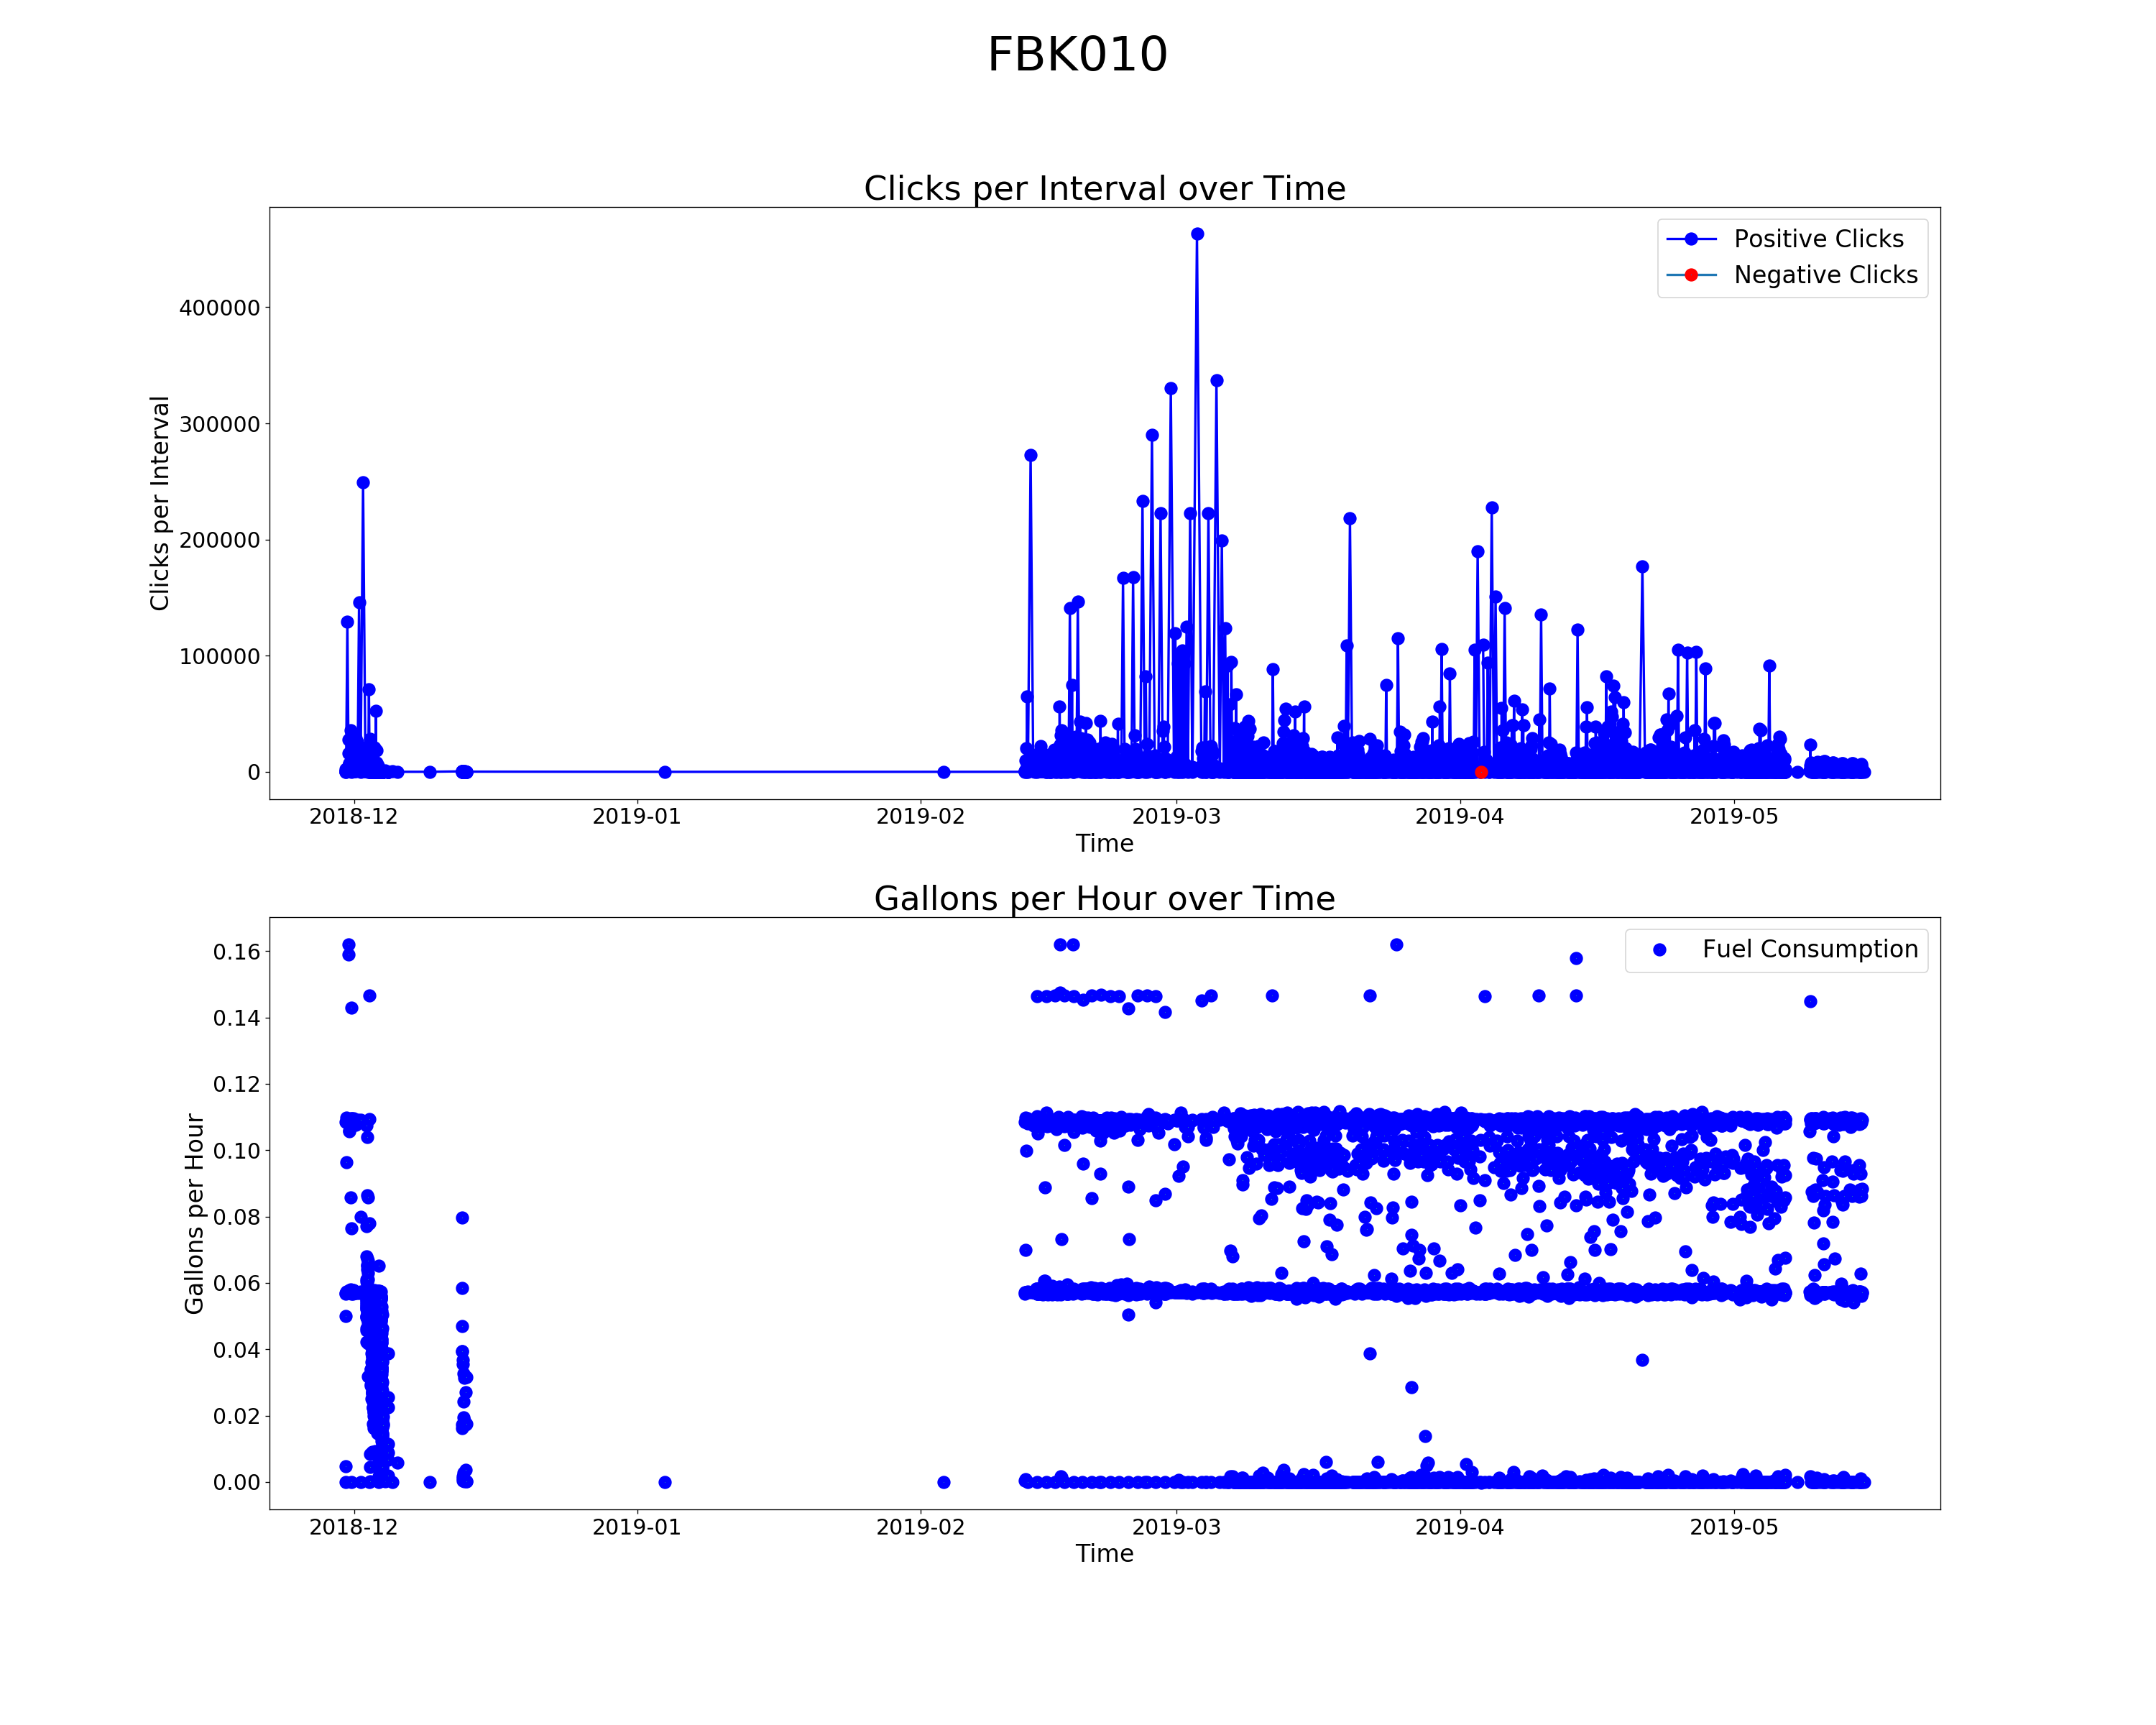 FBK010
Clicks per Interval over Time
Positive Clicks
Negative Clicks
Clicks per Interval
400000
300000
200000
100000
0
2018-12 2019-01 2019-02 2019-03 2019-04 2019-05
Time
Gallons per Hour over Time
Fuel Consumption
Gallons per Hour
0.16
0.14
0.12
0.10
0.08
0.06
0.04
0.02
0.00
2018-12 2019-01 2019-02 2019-03 2019-04 2019-05
Time